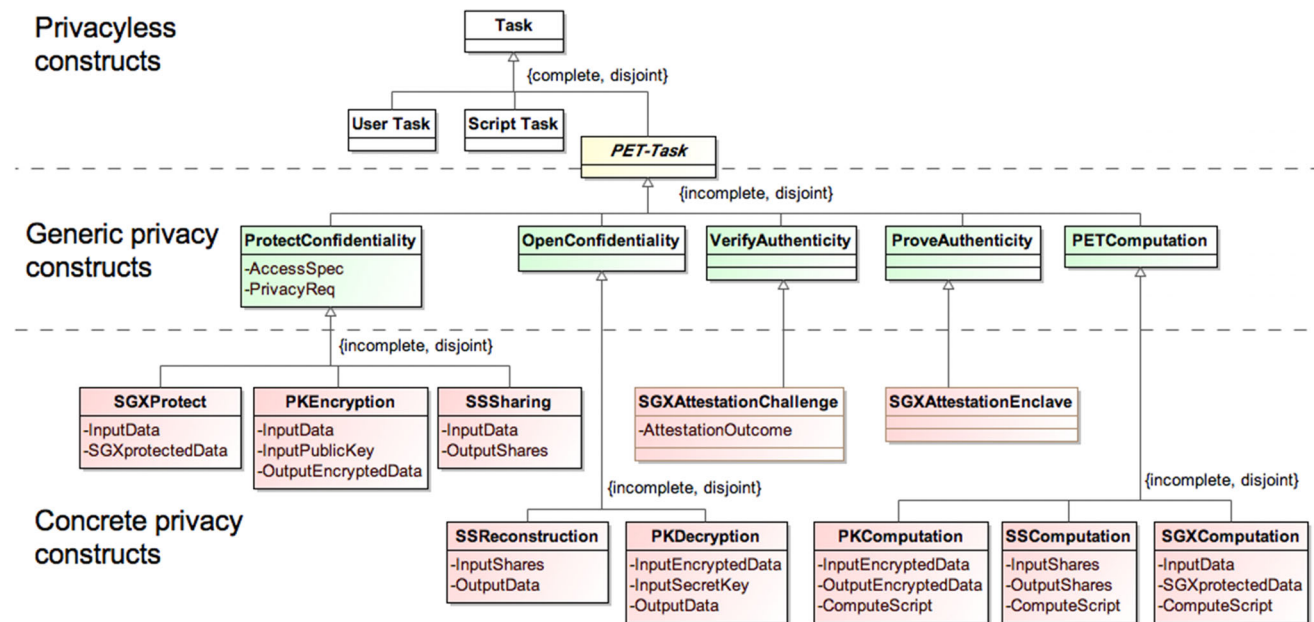 Privacyless
constructs
Task
{complete, disjoint}
User Task
Script Task
PET-Task
{incomplete, disjoint}
Generic privacy
constructs
ProtectConfidentiality
-AccessSpec
-PrivacyReq
OpenConfidentiality
VerifyAuthenticity
ProveAuthenticity
PETComputation
{incomplete, disjoint}
SGXProtect
-InputData
-SGXprotectedData
PKEncryption
-InputData
-InputPublicKey
-OutputEncryptedData
SSSharing
-InputData
-OutputShares
SGXAttestationChallenge
-AttestationOutcome
SGXAttestationEnclave
{incomplete, disjoint}
{incomplete, disjoint}
Concrete privacy
constructs
SSReconstruction
-InputShares
-OutputData
PKDecryption
-InputEncryptedData
-InputSecretKey
-OutputData
PKComputation
-InputEncryptedData
-OutputEncryptedData
-ComputeScript
SSComputation
-InputShares
-OutputShares
-ComputeScript
SGXComputation
-InputData
-SGXprotectedData
-ComputeScript